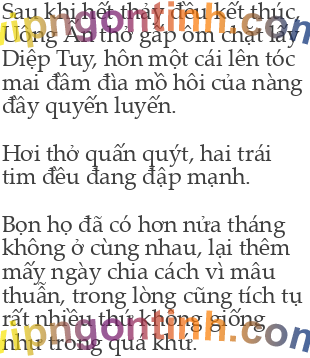 Sau khi hết thảy đều kết thúc,
Uông Ân thở gấp ôm chặt lấy
Diệp Tuy, hôn một cái lên tóc
mai đầm đìa mồ hôi của nàng
đầy quyến luyến.

Hơi thở quấn quýt, hai trái
tim đều đang đập mạnh.

Bọn họ đã có hơn nửa tháng
không ở cùng nhau, lại thêm
mấy ngày chia cách vì mâu
thuẫn, trong lòng cũng tích tụ
rất nhiều thứ không giống
như trong quá khứ.